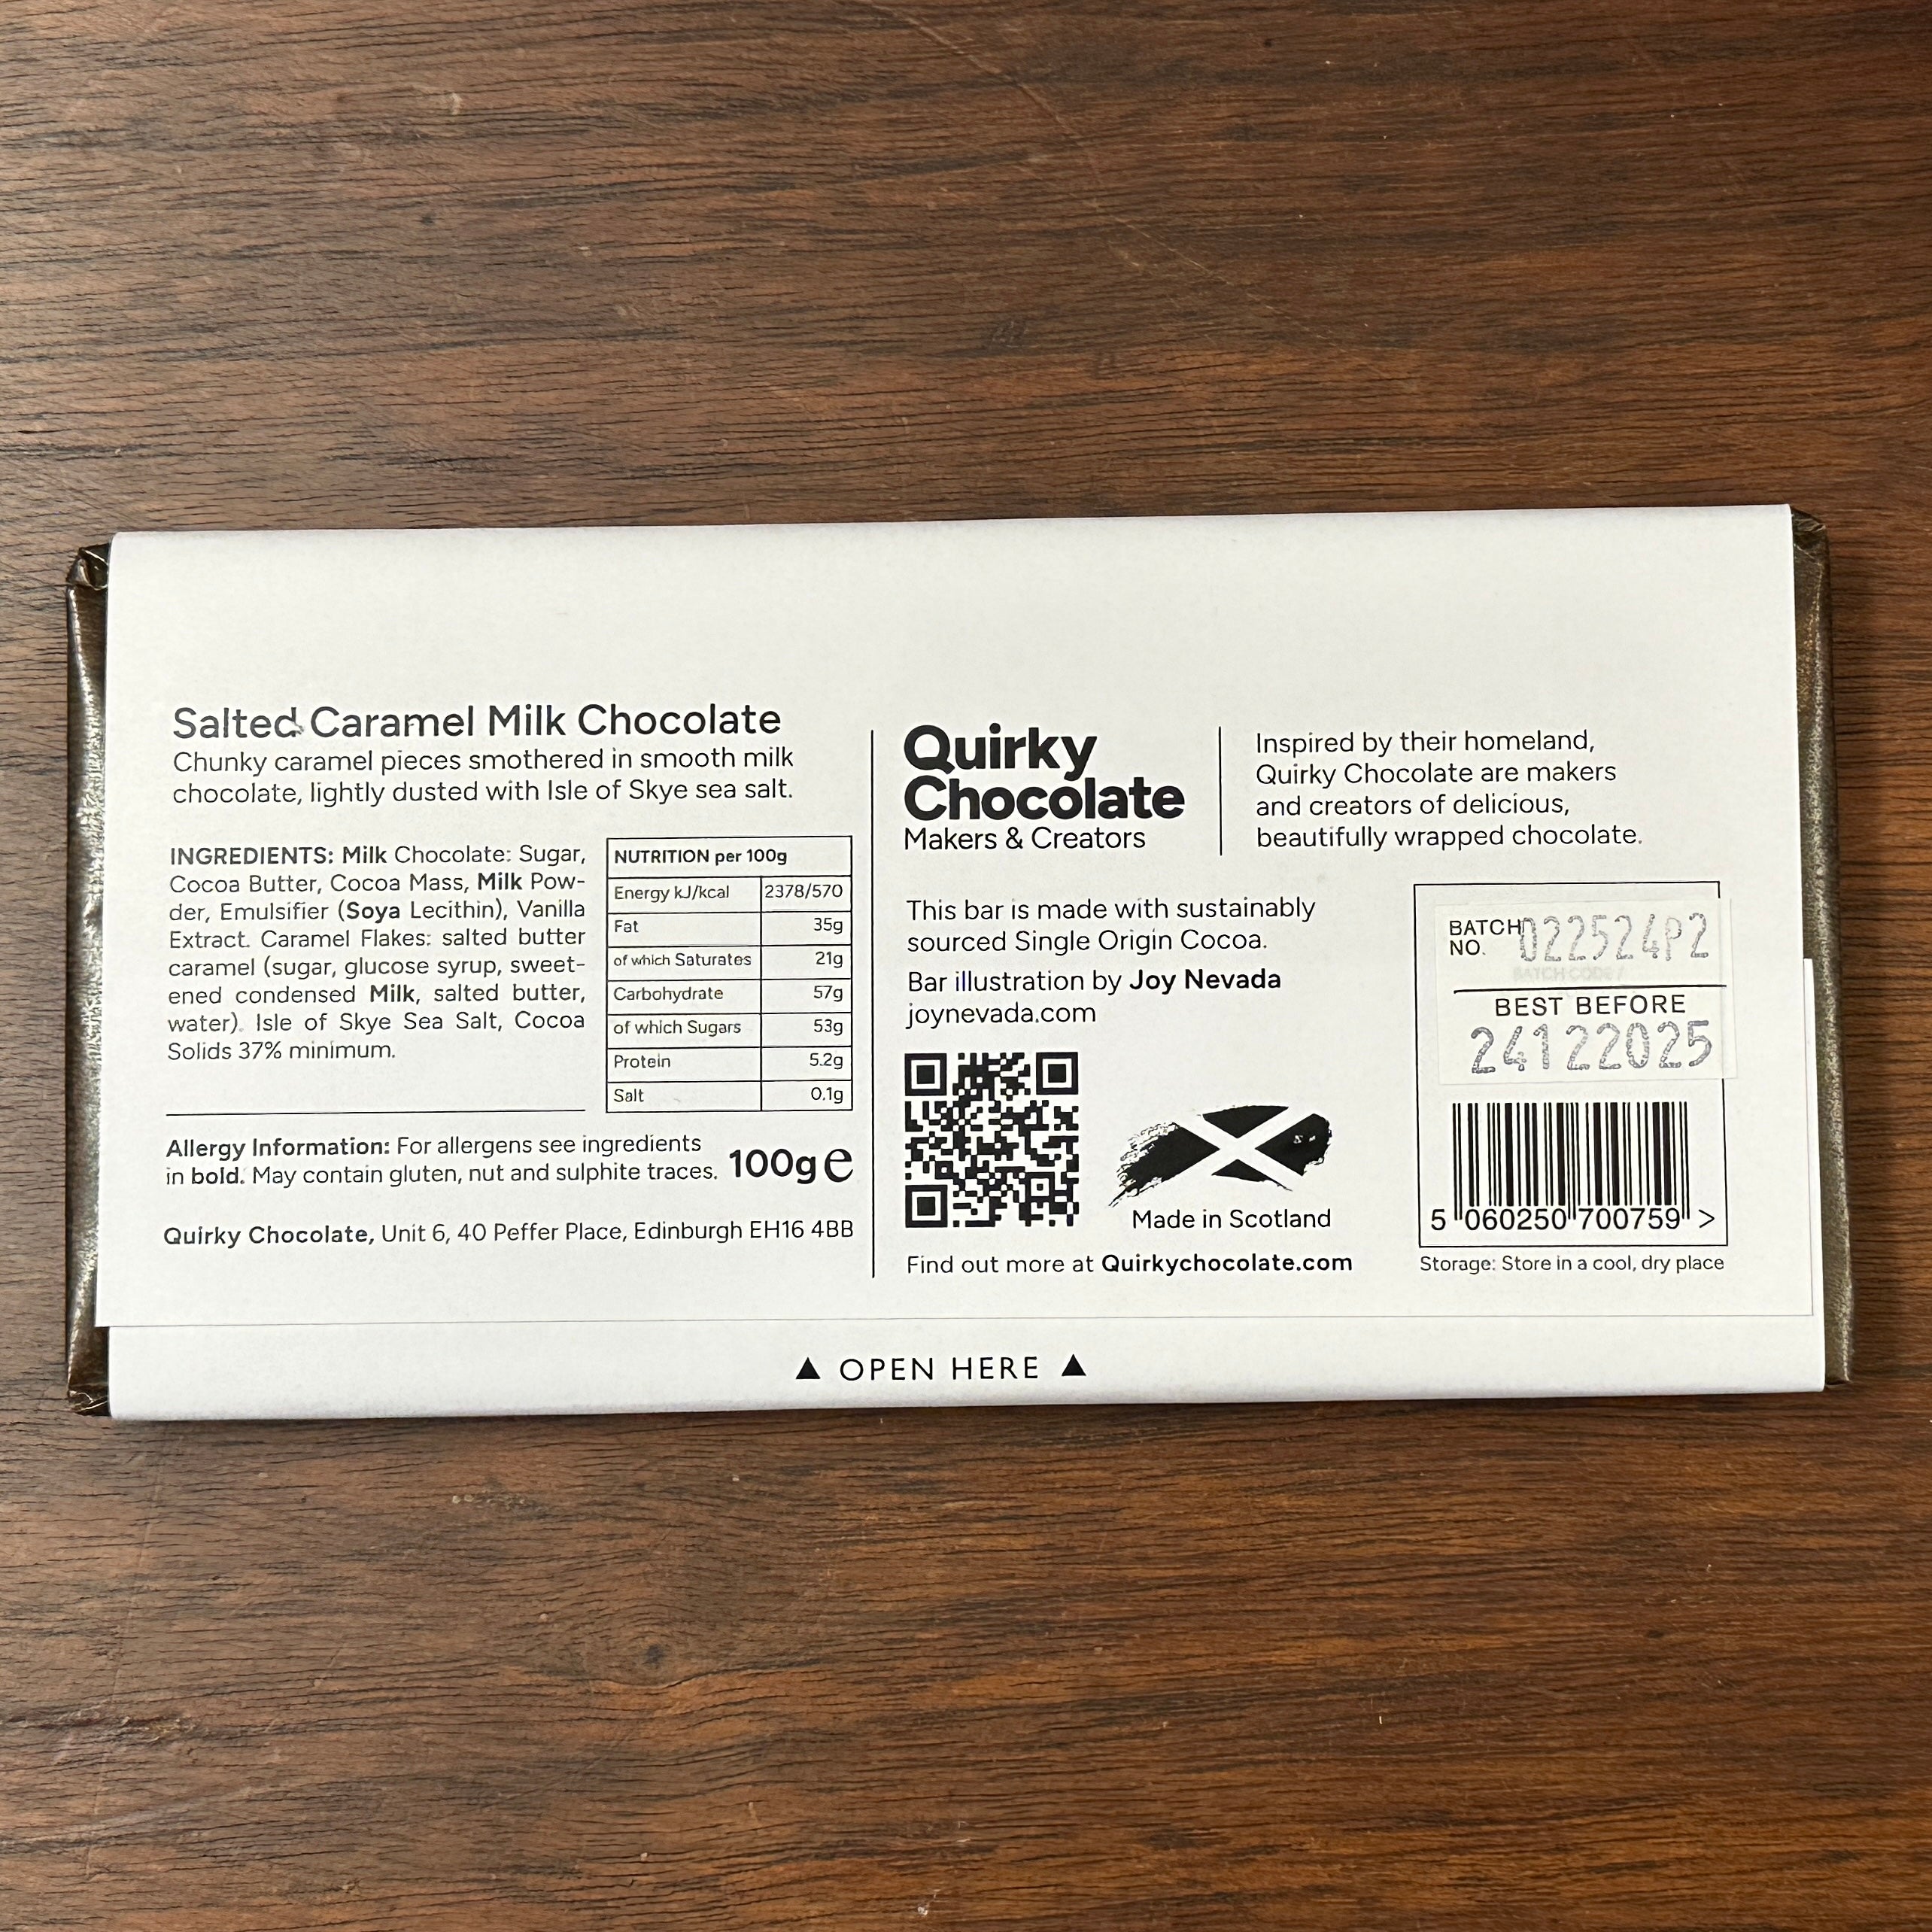 Salted Caramel Milk Chocolate
Chunky caramel pieces smothered in smooth milk
chocolate, lightly dusted with Isle of Skye sea salt.
INGREDIENTS: Milk Chocolate: Sugar,
Cocoa Butter, Cocoa Mass, Milk Pow-
der, Emulsifier (Soya Lecithin), Vanilla
Extract. Caramel Flakes: salted butter
caramel (sugar, glucose syrup, sweet-
ened condensed Milk, salted butter,
water). Isle of Skye Sea Salt, Cocoa
Solids 37% minimum.
NUTRITION per 100g
Energy kJ/kcal 2378/570
Fat 35g
of which Saturates 21g
Carbohydrate 57g
of which Sugars 53g
Protein 5.2g
Salt 0.1g
Allergy Information: For allergens see ingredients
in bold. May contain gluten, nut and sulphite traces.
100g e
Quirky Chocolate, Unit 6, 40 Peffer Place, Edinburgh EH16 4BB
Quirky
Chocolate
Makers & Creators
Inspired by their homeland,
Quirky Chocolate are makers
and creators of delicious,
beautifully wrapped chocolate.
This bar is made with sustainably
sourced Single Origin Cocoa.
Bar illustration by Joy Nevada
joynevada.com
Made in Scotland
Find out more at Quirkychocolate.com
BATCH
NO. 022524P2
BATCH CODE /
BEST BEFORE
24122025
5 060250 700759 >
Storage: Store in a cool, dry place
▲ OPEN HERE ▲